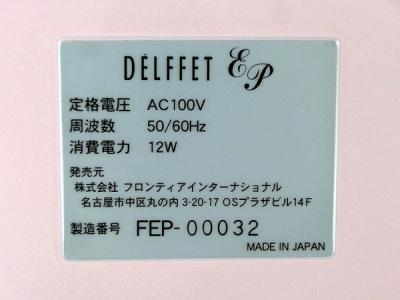 DÉLFFET EP
定格電圧 AC100V
周波数 50/60Hz
消費電力 12W
発売元
株式会社 フロンティアインターナショナル
名古屋市中区丸の内3-20-17 OSプラザビル14F
製造番号 FEP-00032
MADE IN JAPAN